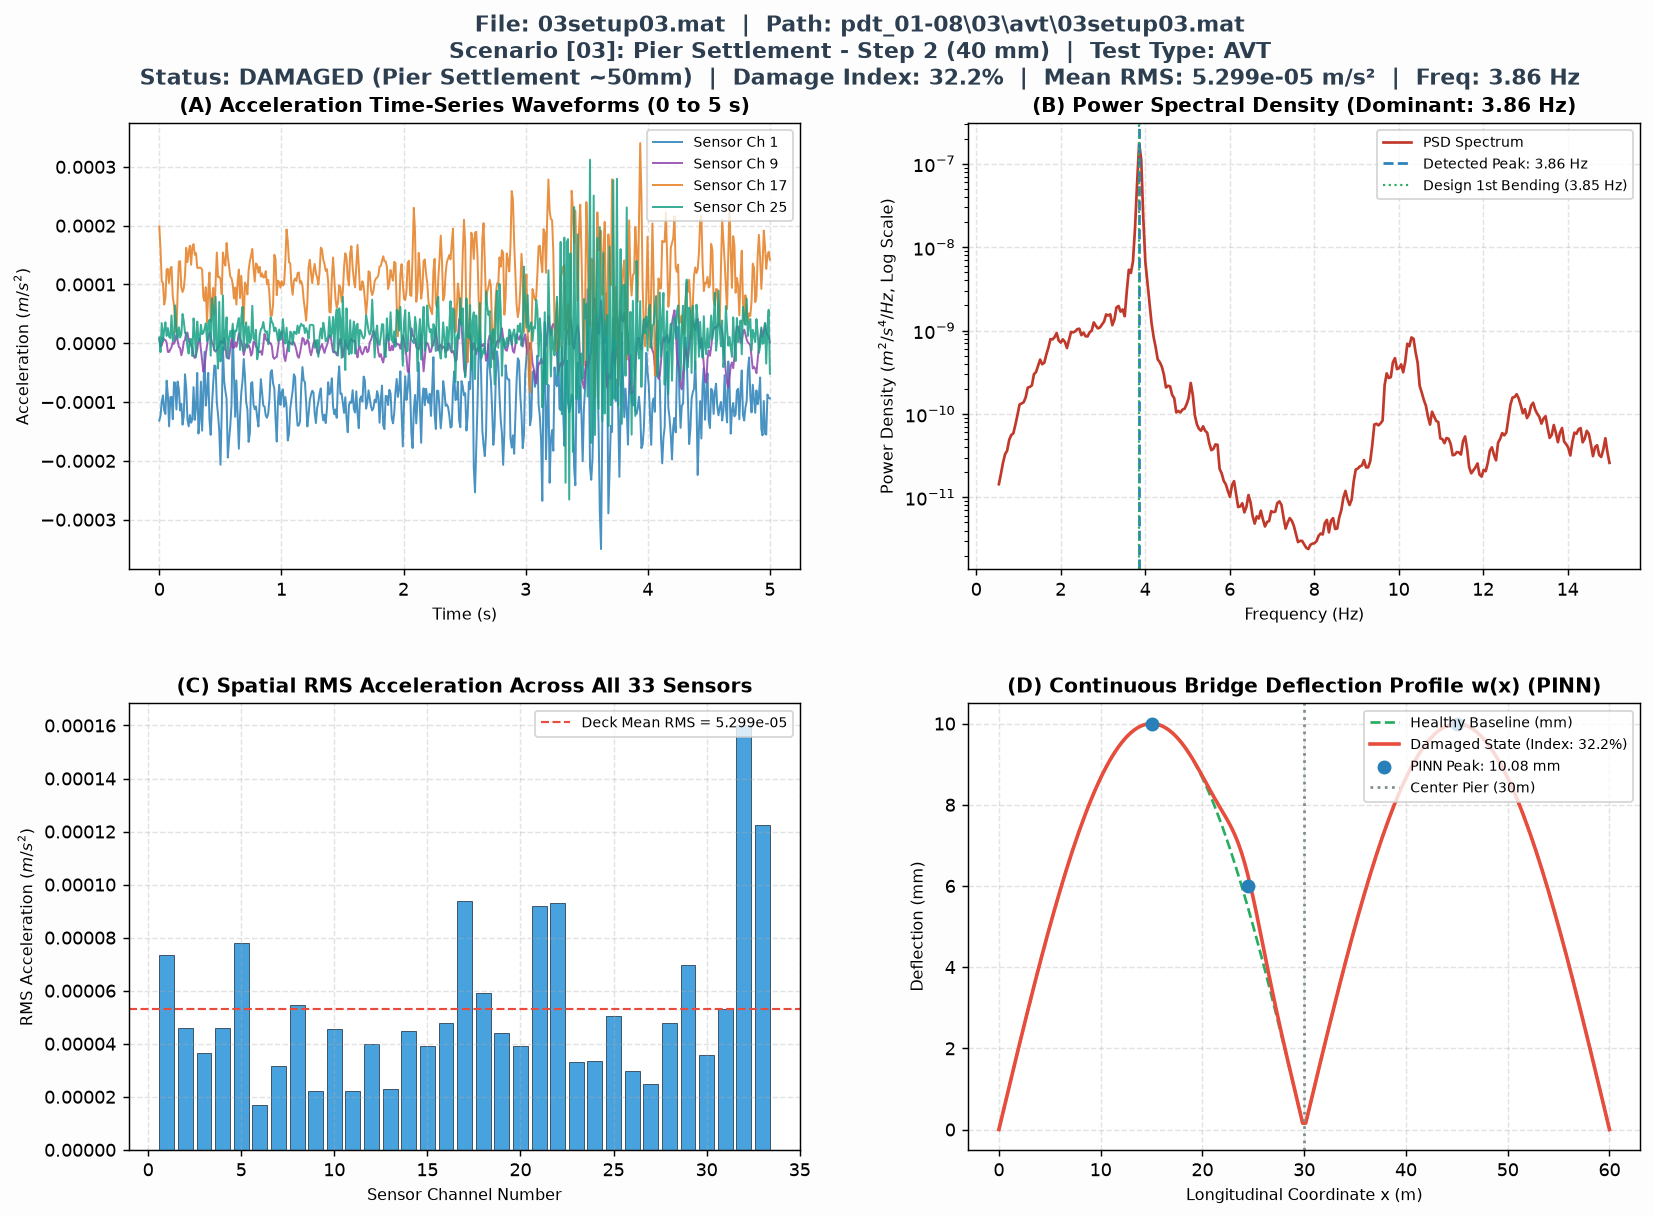 File: 03setup03.mat | Path: pdt_01-08\03\avt\03setup03.mat
Scenario [03]: Pier Settlement - Step 2 (40 mm) | Test Type: AVT
Status: DAMAGED (Pier Settlement ~50mm) | Damage Index: 32.2% | Mean RMS: 5.299e-05 m/s² | Freq: 3.86 Hz
(A) Acceleration Time-Series Waveforms (0 to 5 s)
Sensor Ch 1
Sensor Ch 9
Sensor Ch 17
Sensor Ch 25
0.0003
0.0002
0.0001
0.0000
−0.0001
−0.0002
−0.0003
Acceleration (m/s²)
0 1 2 3 4 5
Time (s)
(B) Power Spectral Density (Dominant: 3.86 Hz)
PSD Spectrum
Detected Peak: 3.86 Hz
Design 1st Bending (3.85 Hz)
10⁻⁷
10⁻⁸
10⁻⁹
10⁻¹⁰
10⁻¹¹
Power Density (m²/s⁴/Hz, Log Scale)
0 2 4 6 8 10 12 14
Frequency (Hz)
(C) Spatial RMS Acceleration Across All 33 Sensors
Deck Mean RMS = 5.299e-05
0.00016
0.00014
0.00012
0.00010
0.00008
0.00006
0.00004
0.00002
0.00000
RMS Acceleration (m/s²)
0 5 10 15 20 25 30 35
Sensor Channel Number
(D) Continuous Bridge Deflection Profile w(x) (PINN)
Healthy Baseline (mm)
Damaged State (Index: 32.2%)
PINN Peak: 10.08 mm
Center Pier (30m)
10
8
6
4
2
0
Deflection (mm)
0 10 20 30 40 50 60
Longitudinal Coordinate x (m)